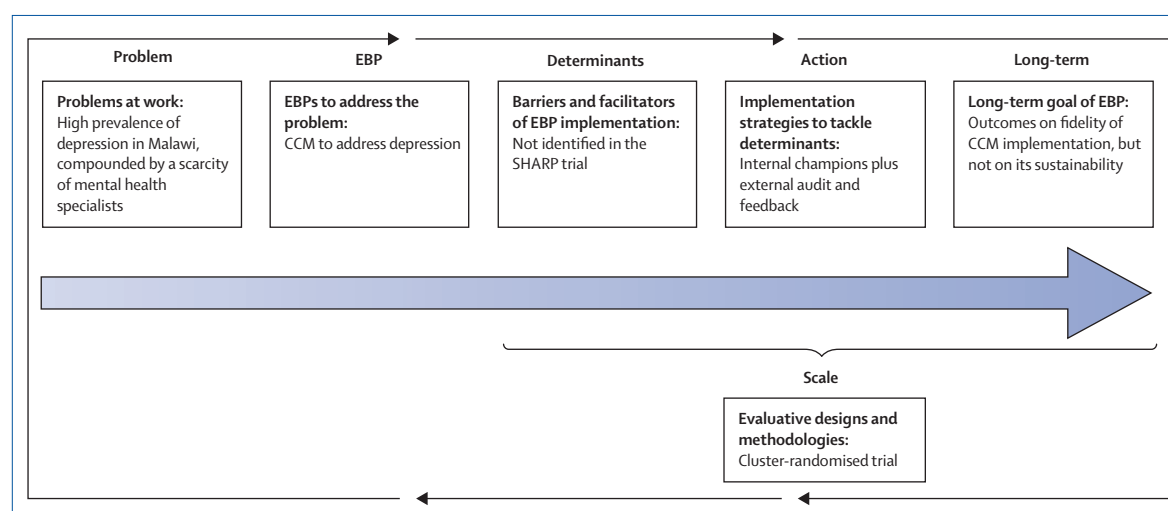 Problem
EBP
Determinants
Action
Long-term
Problems at work:
High prevalence of
depression in Malawi,
compounded by a scarcity
of mental health
specialists
EBPs to address the
problem:
CCM to address depression
Barriers and facilitators
of EBP implementation:
Not identified in the
SHARP trial
Implementation
strategies to tackle
determinants:
Internal champions plus
external audit and
feedback
Long-term goal of EBP:
Outcomes on fidelity of
CCM implementation, but
not on its sustainability
Scale
Evaluative designs and
methodologies:
Cluster-randomised trial